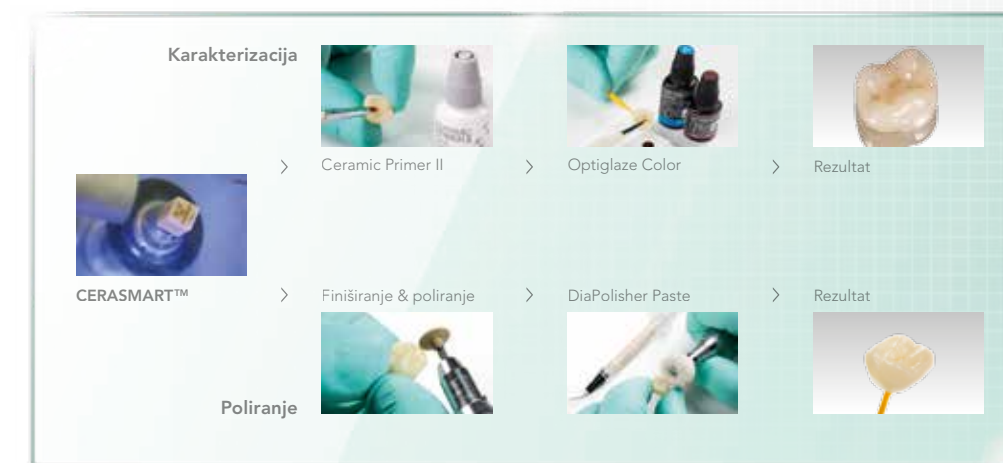 Karakterizacija
Ceramic Primer II
Optiglaze Color
Rezultat
CERASMART™
Finiširanje & poliranje
DiaPolisher Paste
Rezultat
Poliranje